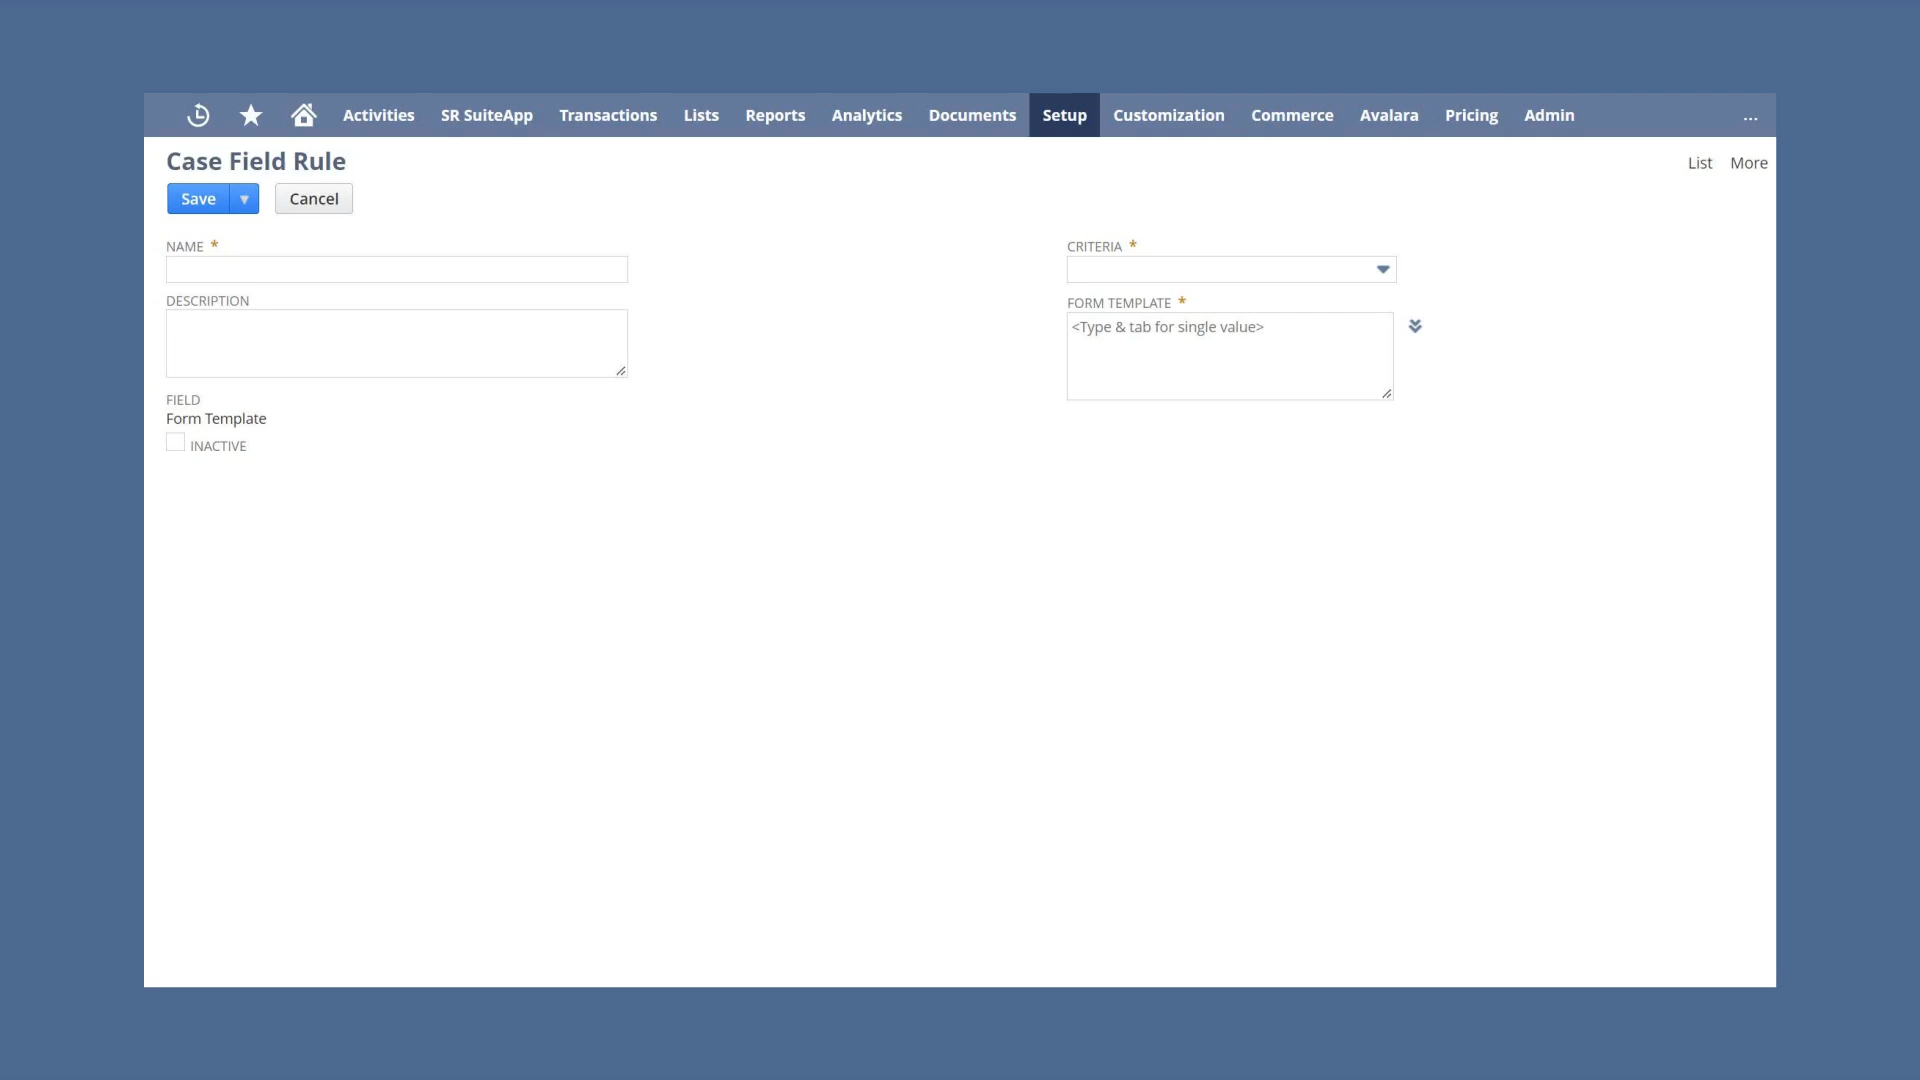 Activities SR SuiteApp Transactions Lists Reports Analytics Documents Setup Customization Commerce Avalara Pricing Admin ...
Case Field Rule
List More
Save Cancel
NAME *
CRITERIA *
DESCRIPTION
FORM TEMPLATE *
<Type & tab for single value>
FIELD
Form Template
INACTIVE